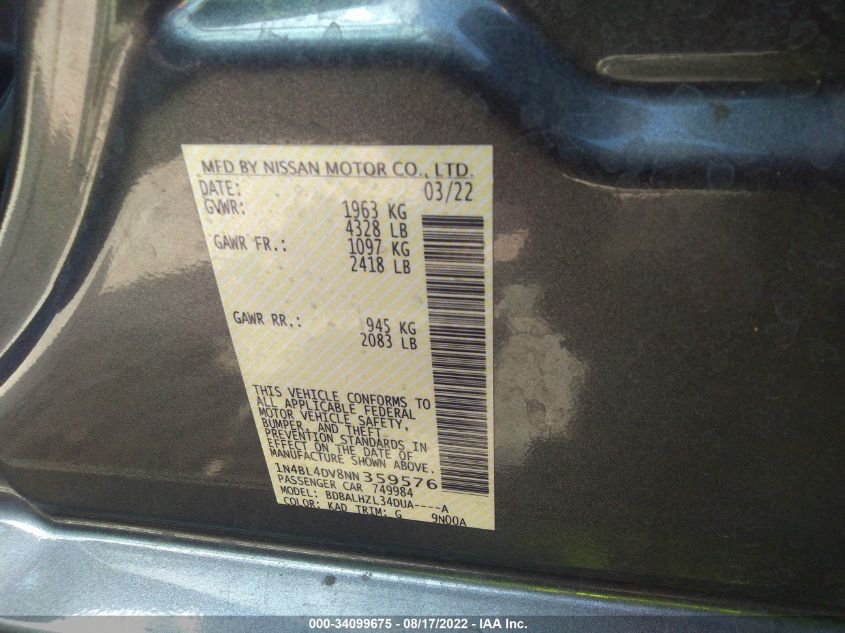 MFD BY NISSAN MOTOR CO., LTD.
DATE: 03/22
GVWR: 1963 KG
4328 LB
GAWR FR.: 1097 KG
2418 LB
GAWR RR.: 945 KG
2083 LB
THIS VEHICLE CONFORMS TO
ALL APPLICABLE FEDERAL
MOTOR VEHICLE SAFETY,
BUMPER, AND THEFT
PREVENTION STANDARDS IN
EFFECT ON THE DATE OF
MANUFACTURE SHOWN ABOVE.
1N4BL4DV8NN359576
PASSENGER CAR 749984
MODEL: BDBALHZL34DUA----A
COLOR: KAD TRIM: G 9N00A
000-34099675 - 08/17/2022 - IAA Inc.